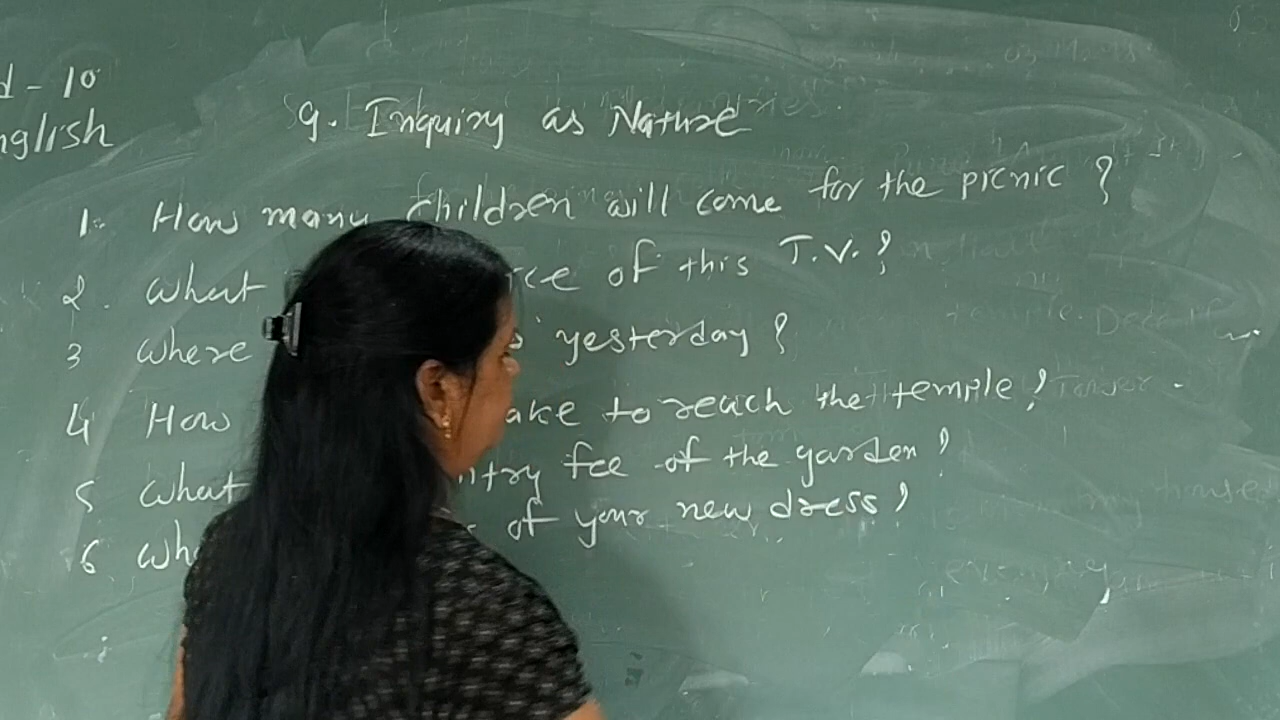 d - 10
nglish
9. Inquiry as Nature
1. How many children will come for the picnic ?
2. What ce of this T.V. ?
3 Where yesterday ?
4 How ake to reach the temple ?
5 What ntry fee of the garden ?
6 Wh of your new dress ?